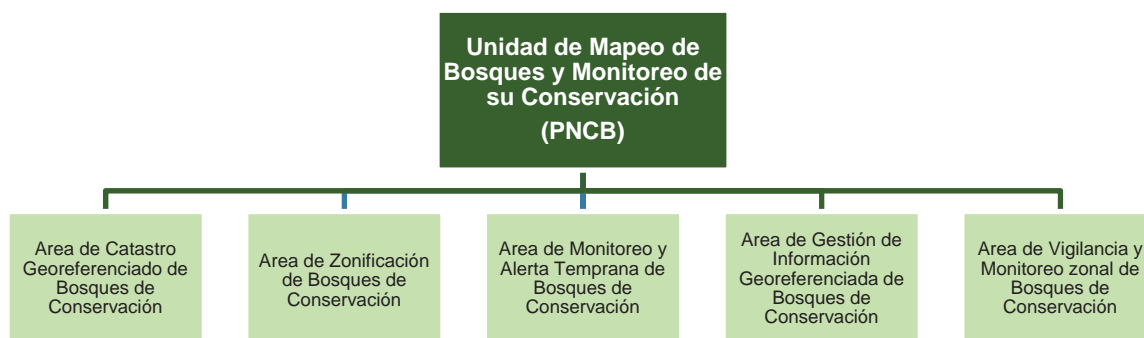 Unidad de Mapeo de
Bosques y Monitoreo de
su Conservación
(PNCB)
Area de Catastro
Georeferenciado de
Bosques de
Conservación
Area de Zonificación
de Bosques de
Conservación
Area de Monitoreo y
Alerta Temprana de
Bosques de
Conservación
Area de Gestión de
Información
Georeferenciada de
Bosques de
Conservación
Area de Vigilancia y
Monitoreo zonal de
Bosques de
Conservación